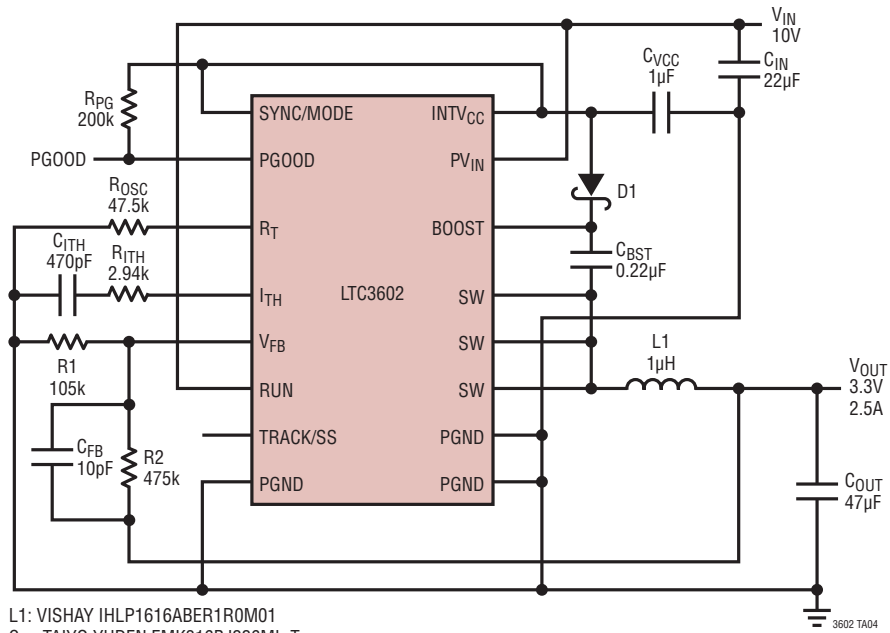 VIN
10V
CVCC
1µF
CIN
22µF
RPG
200k
SYNC/MODE
INTVCC
PGOOD
PGOOD
PVIN
D1
ROSC
47.5k
RT
BOOST
CITH
470pF
RITH
2.94k
CBST
0.22µF
ITH
LTC3602
SW
VFB
SW
R1
105k
L1
1µH
RUN
SW
VOUT
3.3V
2.5A
TRACK/SS
PGND
CFB
10pF
R2
475k
PGND
PGND
COUT
47µF
L1: VISHAY IHLP1616ABER1R0M01
3602 TA04